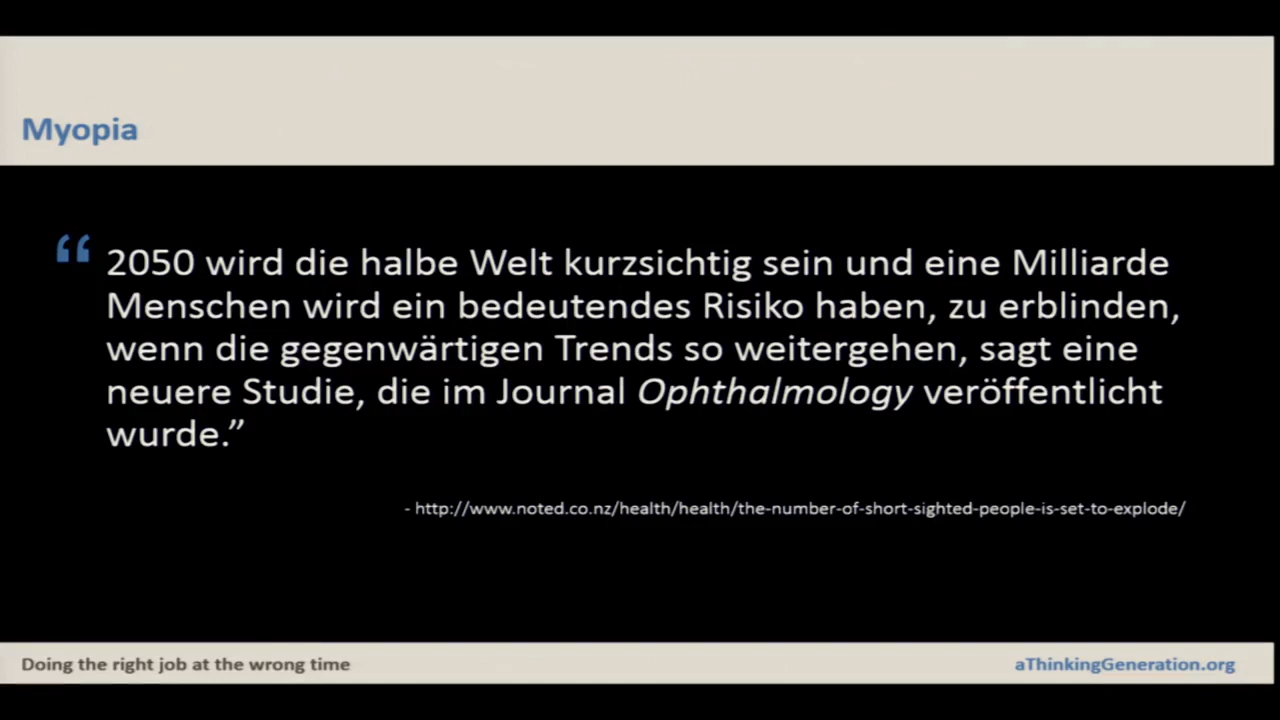 Myopia
“ 2050 wird die halbe Welt kurzsichtig sein und eine Milliarde
Menschen wird ein bedeutendes Risiko haben, zu erblinden,
wenn die gegenwärtigen Trends so weitergehen, sagt eine
neuere Studie, die im Journal Ophthalmology veröffentlicht
wurde.”
- http://www.noted.co.nz/health/health/the-number-of-short-sighted-people-is-set-to-explode/
Doing the right job at the wrong time
aThinkingGeneration.org